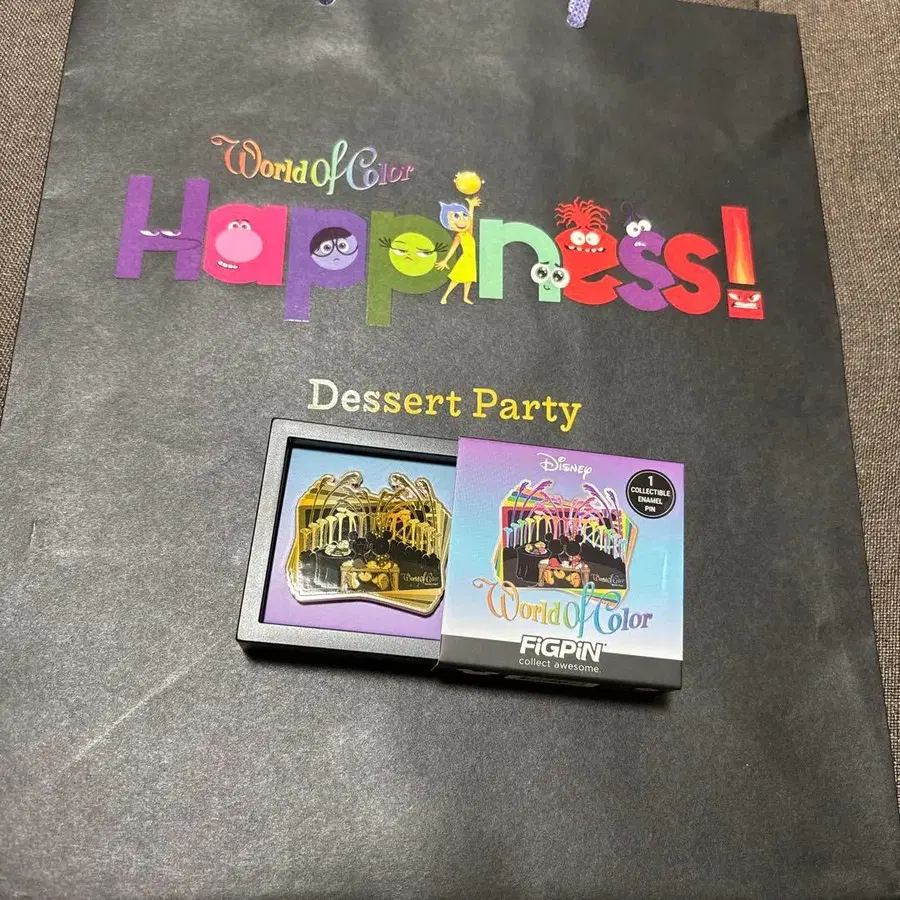 World Of Color
Happiness!
Dessert Party
Disney
1
COLLECTIBLE
ENAMEL
PIN
World of Color
World of Color
World Of Color
FiGPiN
collect awesome